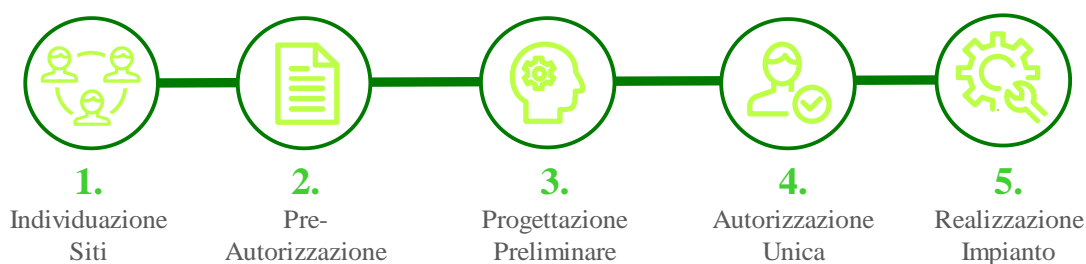 1.
Individuazione
Siti
2.
Pre-
Autorizzazione
3.
Progettazione
Preliminare
4.
Autorizzazione
Unica
5.
Realizzazione
Impianto